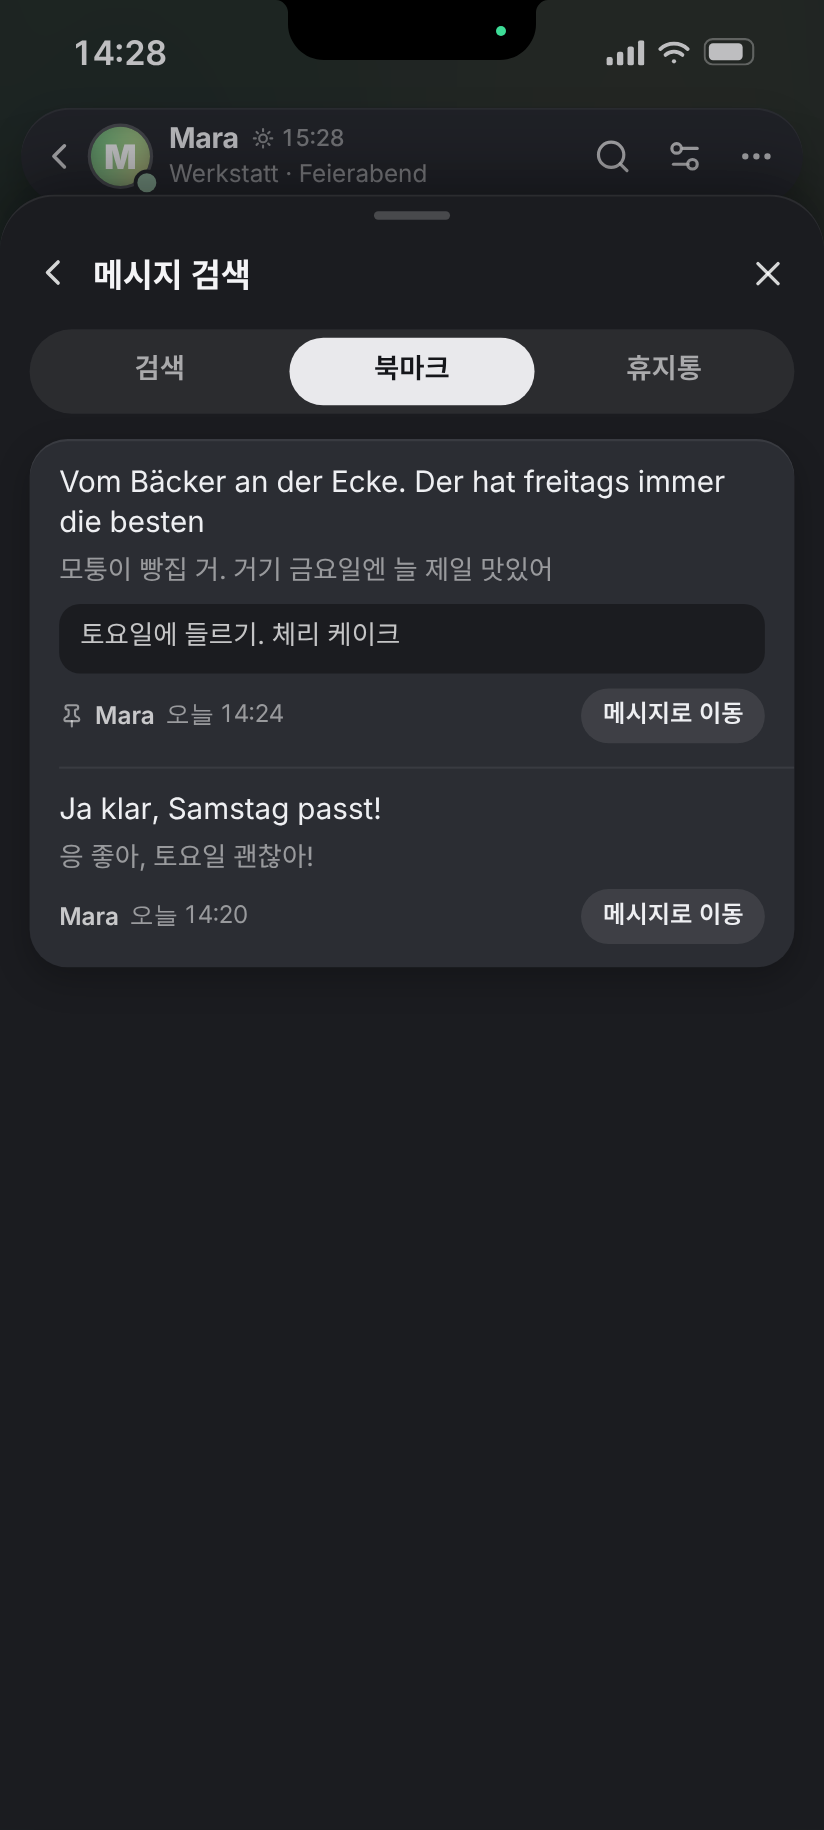 14:28
M
Mara 15:28
Werkstatt · Feierabend
메시지 검색
검색
북마크
휴지통
Vom Bäcker an der Ecke. Der hat freitags immer
die besten
모퉁이 빵집 거. 거기 금요일엔 늘 제일 맛있어
토요일에 들르기. 체리 케이크
Mara 오늘 14:24
메시지로 이동
Ja klar, Samstag passt!
응 좋아, 토요일 괜찮아!
Mara 오늘 14:20
메시지로 이동